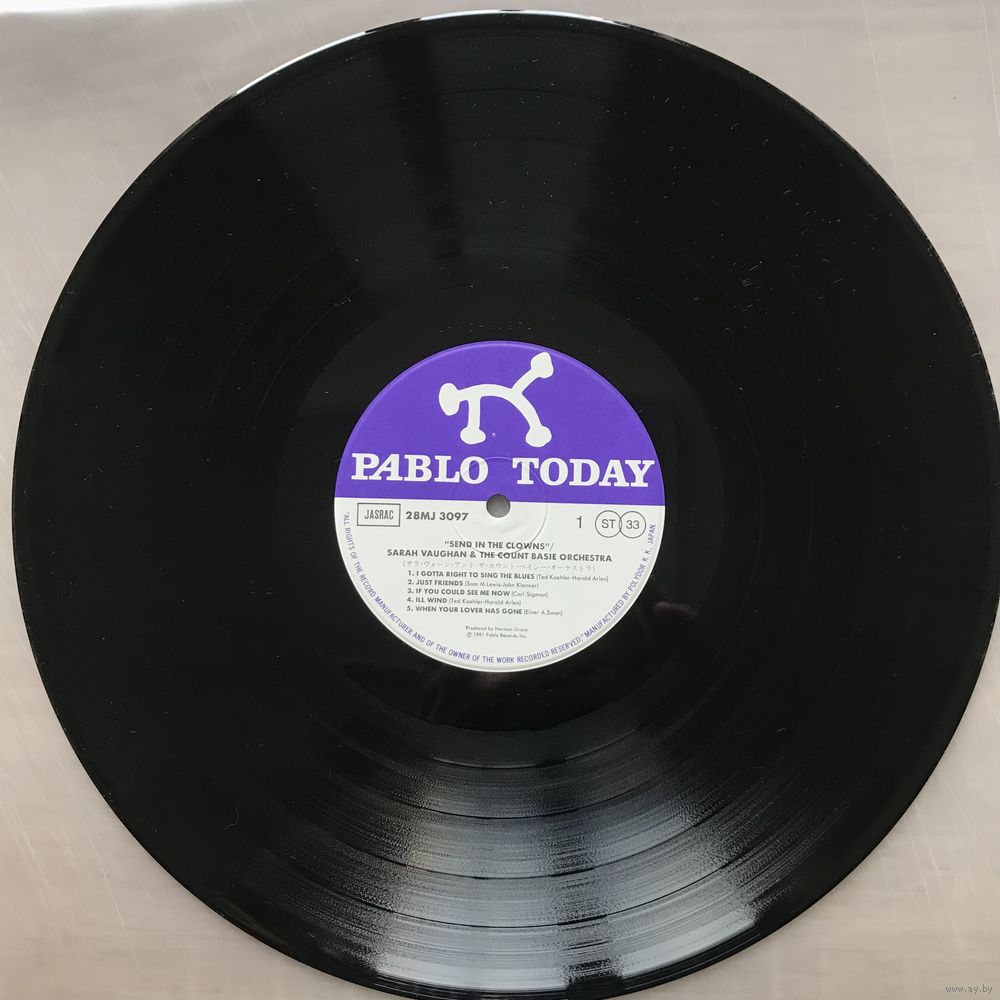 PABLO TODAY
JASRAC 28MJ 3097 1 ST 33
"SEND IN THE CLOWNS"/
SARAH VAUGHAN & THE COUNT BASIE ORCHESTRA
(サラ・ヴォーン・アンド・ザ・カウント・ベイシー・オーケストラ)
1. I GOTTA RIGHT TO SING THE BLUES (Ted Koehler-Harold Arlen)
2. JUST FRIENDS (Sam M.Lewis-John Klenner)
3. IF YOU COULD SEE ME NOW (Carl Sigman)
4. ILL WIND (Ted Koehler-Harold Arlen)
5. WHEN YOUR LOVER HAS GONE (Einer A.Swan)
Produced by Norman Granz
Ⓟ 1981 Pablo Records, Inc.
"ALL RIGHTS OF THE RECORD MANUFACTURER AND OF THE OWNER OF THE WORK RECORDED RESERVED;" MANUFACTURED BY POLYDOR K.K. JAPAN.
www.ay.by